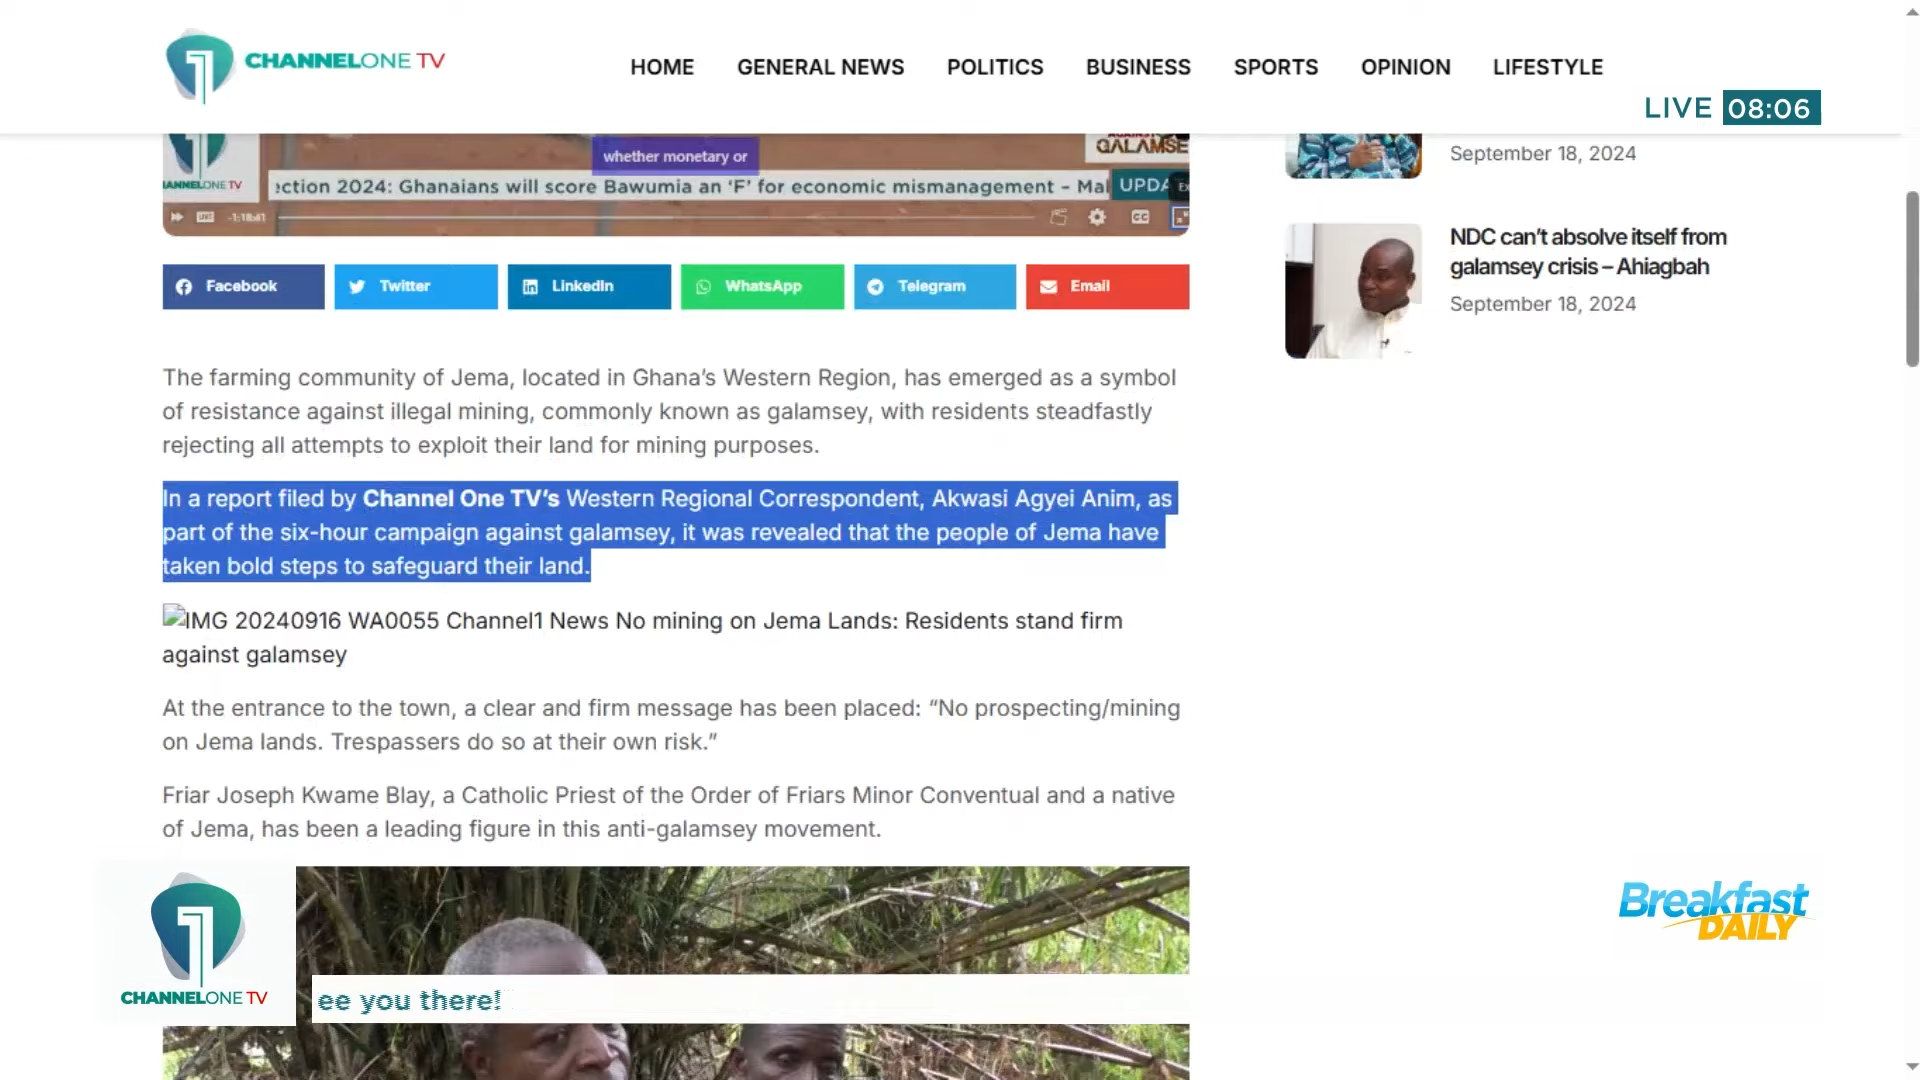 CHANNELONE TV
HOME GENERAL NEWS POLITICS BUSINESS SPORTS OPINION LIFESTYLE
LIVE 08:06
whether monetary or
GALAMSE
CHANNELONE TV
ction 2024: Ghanaians will score Bawumia an ‘F’ for economic mismanagement – Mal
UPDA
LIVE -1:18:41
CC
September 18, 2024
NDC can’t absolve itself from
galamsey crisis – Ahiagbah
September 18, 2024
Facebook Twitter LinkedIn WhatsApp Telegram Email
The farming community of Jema, located in Ghana’s Western Region, has emerged as a symbol
of resistance against illegal mining, commonly known as galamsey, with residents steadfastly
rejecting all attempts to exploit their land for mining purposes.
In a report filed by Channel One TV’s Western Regional Correspondent, Akwasi Agyei Anim, as
part of the six-hour campaign against galamsey, it was revealed that the people of Jema have
taken bold steps to safeguard their land.
IMG 20240916 WA0055 Channel1 News No mining on Jema Lands: Residents stand firm
against galamsey
At the entrance to the town, a clear and firm message has been placed: “No prospecting/mining
on Jema lands. Trespassers do so at their own risk.”
Friar Joseph Kwame Blay, a Catholic Priest of the Order of Friars Minor Conventual and a native
of Jema, has been a leading figure in this anti-galamsey movement.
Breakfast
DAILY
CHANNELONE TV
ee you there!